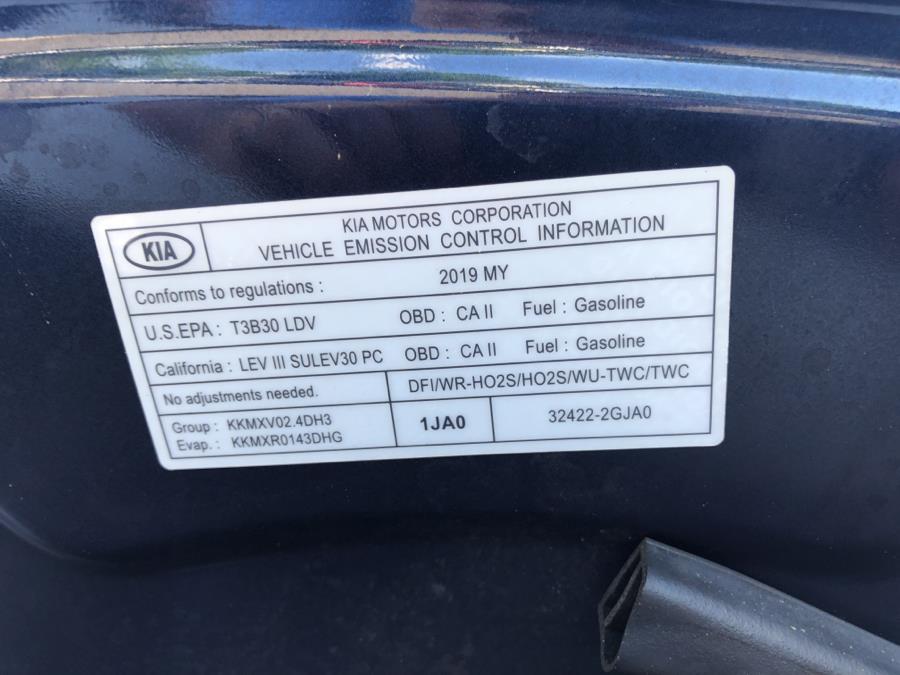 KIA
KIA MOTORS CORPORATION
VEHICLE EMISSION CONTROL INFORMATION
Conforms to regulations : 2019 MY
U.S.EPA : T3B30 LDV OBD : CA II Fuel : Gasoline
California : LEV III SULEV30 PC OBD : CA II Fuel : Gasoline
No adjustments needed. DFI/WR-HO2S/HO2S/WU-TWC/TWC
Group : KKMXV02.4DH3
Evap. : KKMXR0143DHG
1JA0
32422-2GJA0